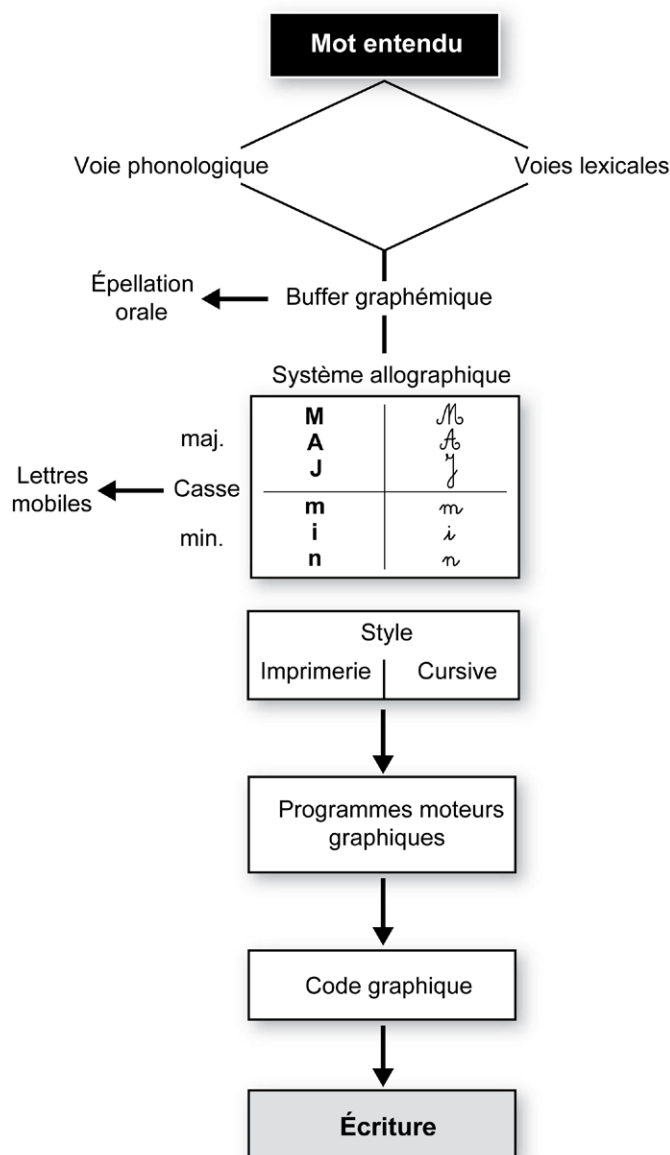 Mot entendu
Voie phonologique
Voies lexicales
Épellation
orale
Buffer graphémique
Système allographique
M M
maj.
A A
J J
Lettres
mobiles
Casse
m m
min.
i i
n n
Style
Imprimerie Cursive
Programmes moteurs
graphiques
Code graphique
Écriture